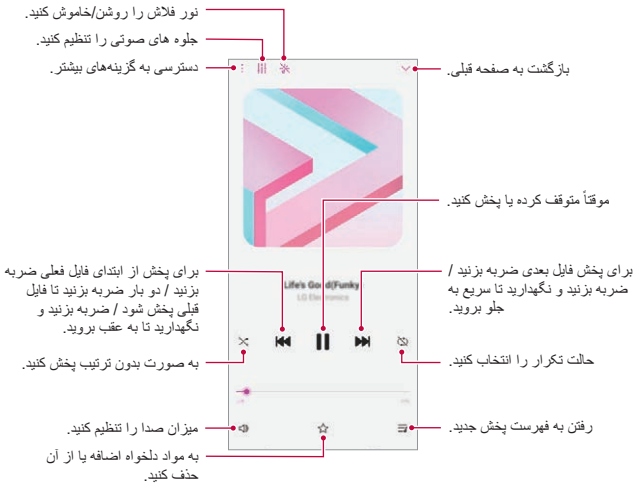 نور فلاش را روشن/خاموش کنید.
جلوه های صوتی را تنظیم کنید.
دسترسی به گزینه‌های بیشتر.
بازگشت به صفحه قبلی.
موقتاً متوقف کرده یا پخش کنید.
برای پخش از ابتدای فایل فعلی ضربه
بزنید / دو بار ضربه بزنید تا فایل
قبلی پخش شود / ضربه بزنید و
نگهدارید تا به عقب بروید.
برای پخش فایل بعدی ضربه بزنید /
ضربه بزنید و نگهدارید تا سریع به
جلو بروید.
Life's Good(Funky
LG Electronics
به صورت بدون ترتیب پخش کنید.
حالت تکرار را انتخاب کنید.
میزان صدا را تنظیم کنید.
رفتن به فهرست پخش جدید.
به مواد دلخواه اضافه یا از آن
حذف کنید.